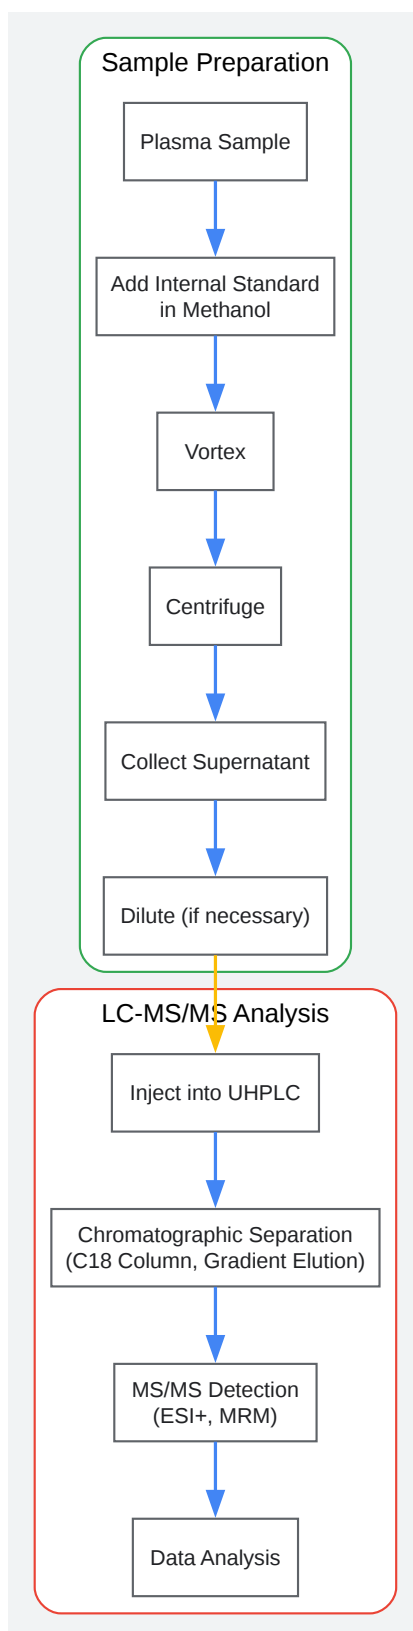 Sample Preparation
Plasma Sample
Add Internal Standard
in Methanol
Vortex
Centrifuge
Collect Supernatant
Dilute (if necessary)
LC-MS/MS Analysis
Inject into UHPLC
Chromatographic Separation
(C18 Column, Gradient Elution)
MS/MS Detection
(ESI+, MRM)
Data Analysis